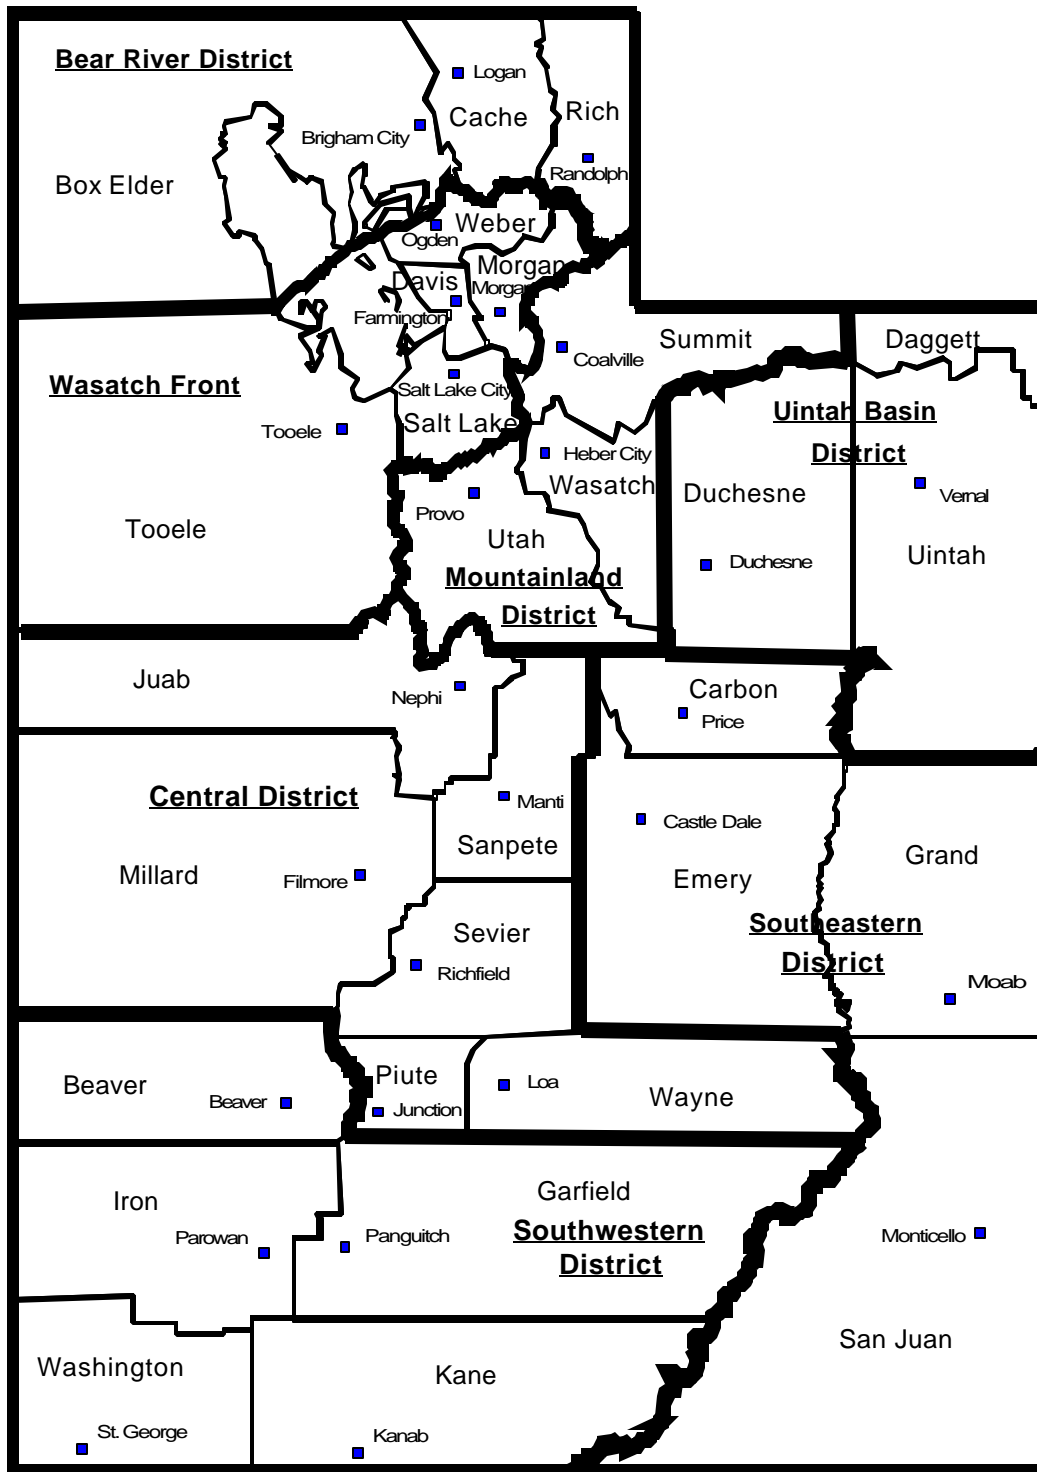 Bear River District
Logan
Cache
Rich
Brigham City
Randolph
Box Elder
Weber
Ogden
Morgan
Davis
Morgan
Farmington
Summit
Daggett
Coalville
Wasatch Front
Salt Lake City
Salt Lake
Uintah Basin
District
Tooele
Heber City
Wasatch
Duchesne
Vernal
Provo
Tooele
Utah
Uintah
Duchesne
Mountainland
District
Juab
Nephi
Carbon
Price
Central District
Manti
Castle Dale
Sanpete
Grand
Millard
Filmore
Emery
Sevier
Southeastern
District
Richfield
Moab
Beaver
Beaver
Piute
Junction
Loa
Wayne
Iron
Garfield
Parowan
Panguitch
Southwestern
District
Monticello
San Juan
Washington
Kane
St. George
Kanab